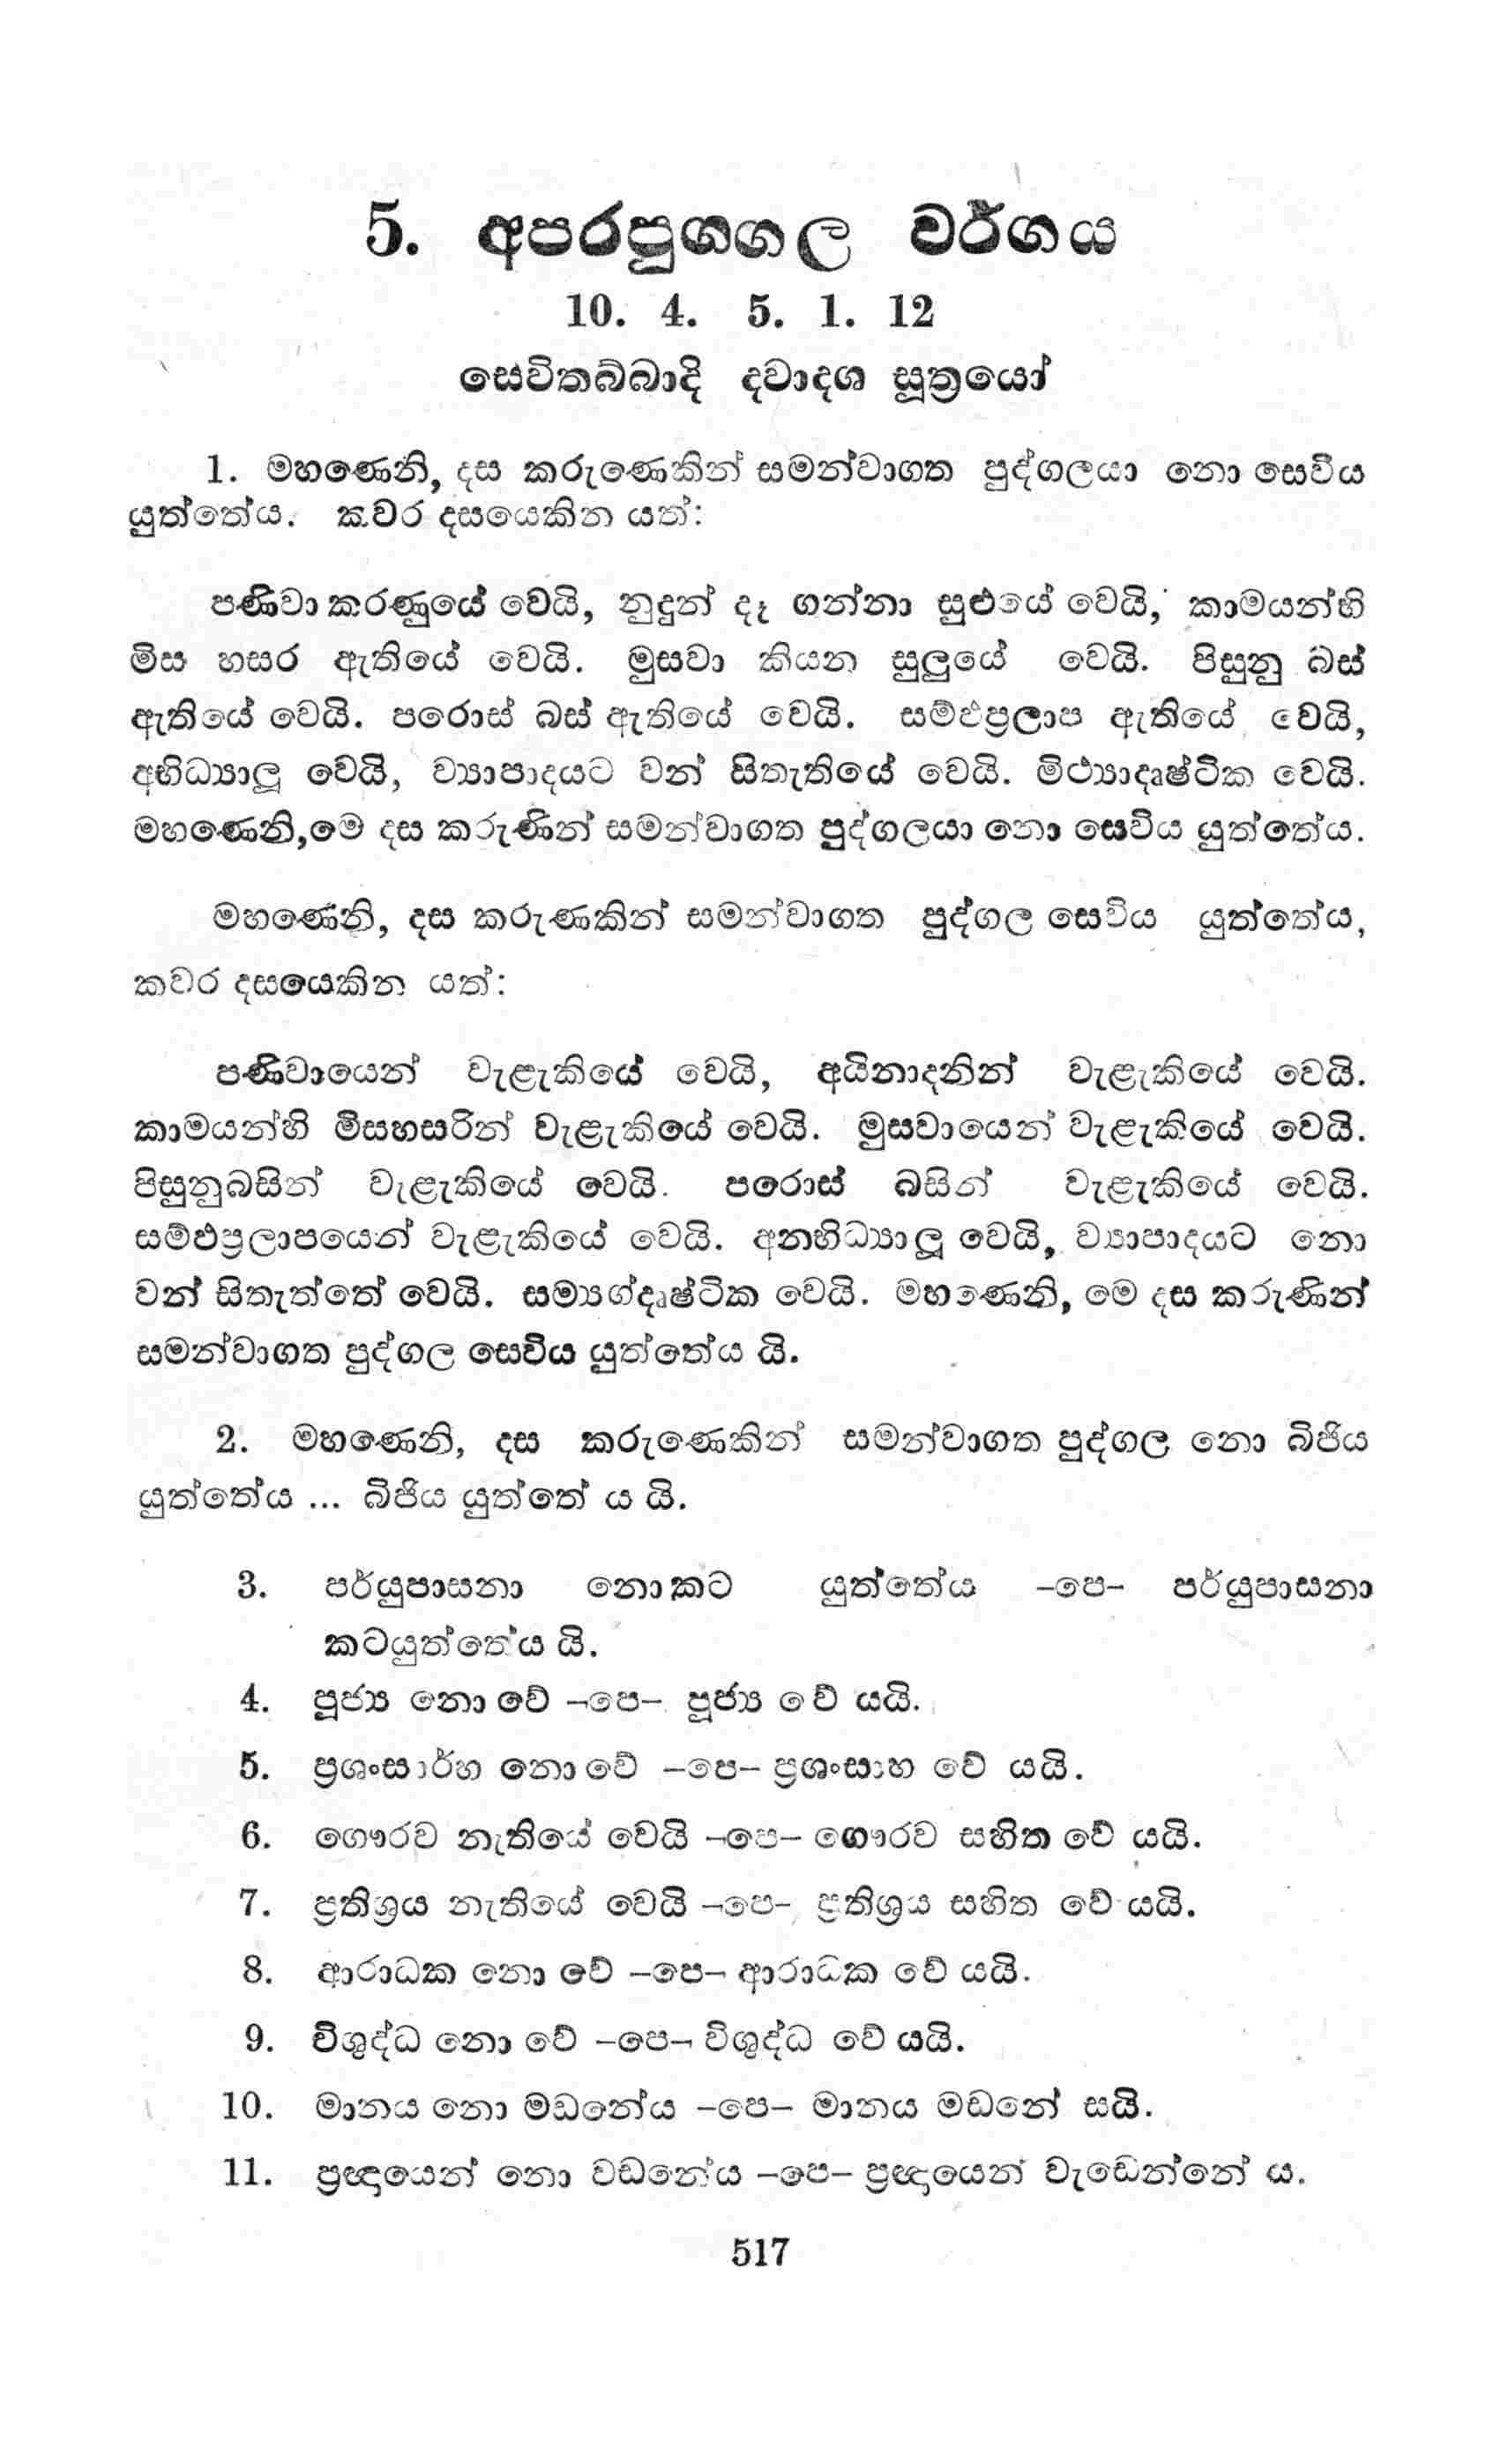 5. අපරපුග්ගල වර්ගය
10. 4. 5. 1. 12
සෙවිතබ්බාදි ද්වාදශ සූත්‍රයෝ
1. මහණෙනි, දස කරුණෙකින් සමන්වාගත පුද්ගලයා නො සෙවිය
යුත්තේය. කවර දසයෙකින යත්:
පණිවා කරණුයේ වෙයි, නුදුන් දෑ ගන්නා සුළුයේ වෙයි, කාමයන්හි
මිස හසර ඇතියේ වෙයි. මුසවා කියන සුලුයේ වෙයි. පිසුනු බස්
ඇතියේ වෙයි. පරොස් බස් ඇතියේ වෙයි. සම්ඵප්‍රලාප ඇතියේ වෙයි,
අභිධ්‍යාලු වෙයි, ව්‍යාපාදයට වන් සිතැතියේ වෙයි. මිථ්‍යාදෘෂ්ටික වෙයි.
මහණෙනි,මෙ දස කරුණින් සමන්වාගත පුද්ගලයා නො සෙවිය යුත්තේය.
මහණෙනි, දස කරුණකින් සමන්වාගත පුද්ගල සෙවිය යුත්තේය,
කවර දසයෙකින යත්:
පණිවායෙන් වැළැකියේ වෙයි, අයිනාදනින් වැළැකියේ වෙයි.
කාමයන්හි මිසහසරින් වැළැකියේ වෙයි. මුසවායෙන් වැළැකියේ වෙයි.
පිසුනුබසින් වැළැකියේ වෙයි. පරොස් බසින් වැළැකියේ වෙයි.
සම්ඵප්‍රලාපයෙන් වැළැකියේ වෙයි. අනභිධ්‍යාලු වෙයි, ව්‍යාපාදයට නො
වන් සිතැත්තේ වෙයි. සම්‍යග්දෘෂ්ටික වෙයි. මහණෙනි, මෙ දස කරුණින්
සමන්වාගත පුද්ගල සෙවිය යුත්තේය යි.
2. මහණෙනි, දස කරුණෙකින් සමන්වාගත පුද්ගල නො බිජිය
යුත්තේය ... බිජිය යුත්තේ ය යි.
3. පර්යුපාසනා නොකට යුත්තේය –පෙ– පර්යුපාසනා
කටයුත්තේය යි.
4. පූජ්‍ය නො වේ –පෙ– පූජ්‍ය වේ යයි.
5. ප්‍රශංසාර්හ නො වේ –පෙ– ප්‍රශංසාහ වේ යයි.
6. ගෞරව නැතියේ වෙයි –පෙ– ගෞරව සහිත වේ යයි.
7. ප්‍රතිශ්‍රය නැතියේ වෙයි –පෙ– ප්‍රතිශ්‍රය සහිත වේ යයි.
8. ආරාධක නො වේ –පෙ– ආරාධක වේ යයි.
9. විශුද්ධ නො වේ –පෙ– විශුද්ධ වේ යයි.
10. මානය නො මඩනේය –පෙ– මානය මඩනේ සයි.
11. ප්‍රඥායෙන් නො වඩනේය –පෙ– ප්‍රඥායෙන් වැඩෙන්නේ ය.
517